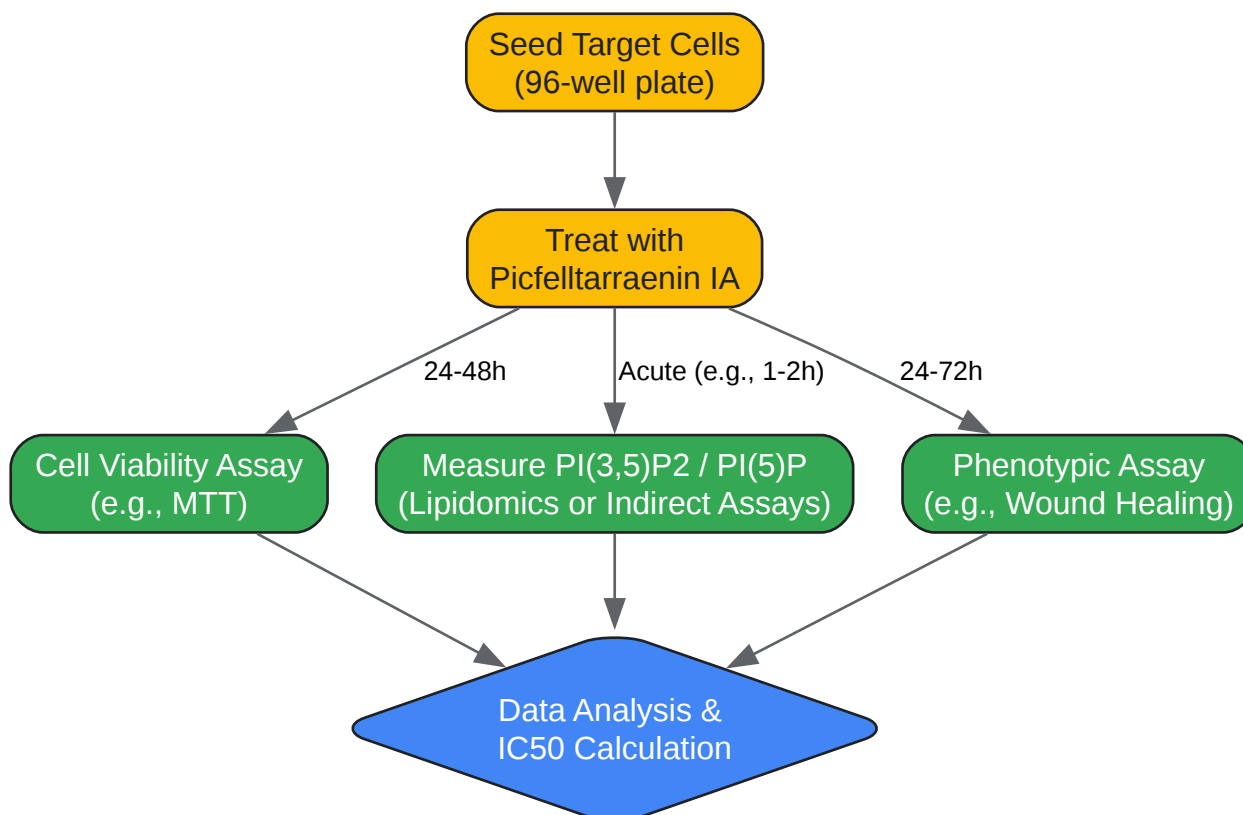 Seed Target Cells
(96-well plate)
Treat with
Picfelltarraenin IA
24-48h
Acute (e.g., 1-2h)
24-72h
Cell Viability Assay
(e.g., MTT)
Measure PI(3,5)P2 / PI(5)P
(Lipidomics or Indirect Assays)
Phenotypic Assay
(e.g., Wound Healing)
Data Analysis &
IC50 Calculation